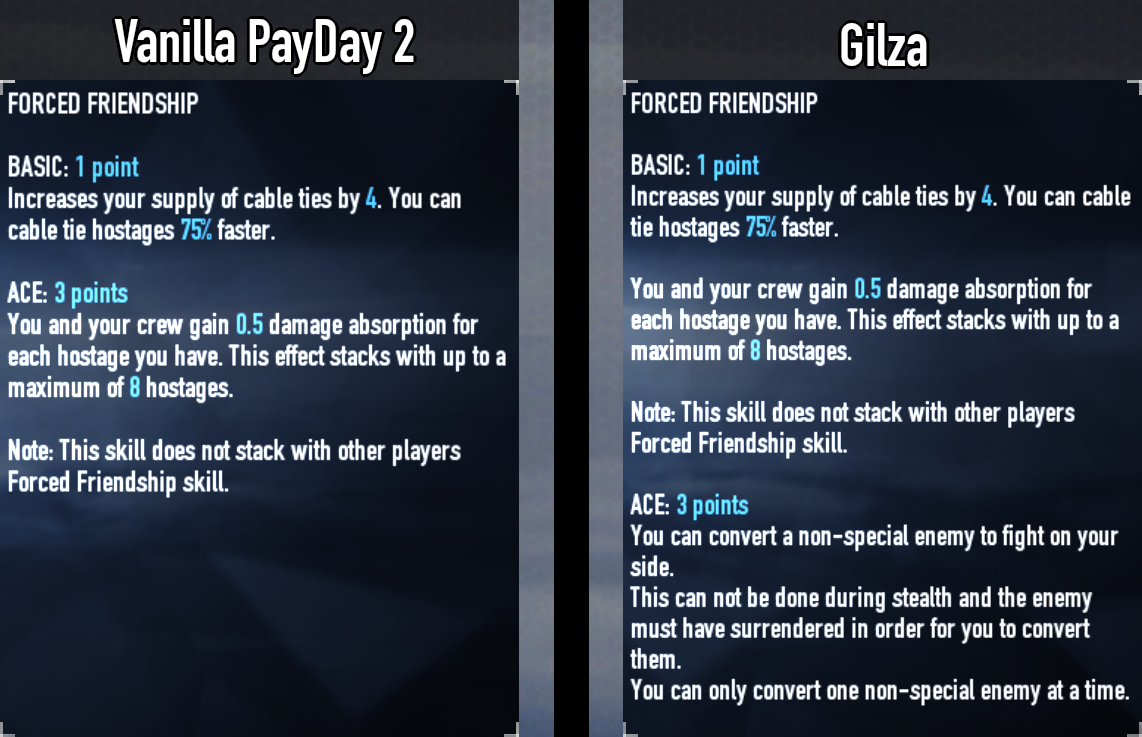 Vanilla PayDay 2
FORCED FRIENDSHIP
BASIC: 1 point
Increases your supply of cable ties by 4. You can
cable tie hostages 75% faster.
ACE: 3 points
You and your crew gain 0.5 damage absorption for
each hostage you have. This effect stacks with up to a
maximum of 8 hostages.
Note: This skill does not stack with other players
Forced Friendship skill.
Gilza
FORCED FRIENDSHIP
BASIC: 1 point
Increases your supply of cable ties by 4. You can cable
tie hostages 75% faster.
You and your crew gain 0.5 damage absorption for
each hostage you have. This effect stacks with up to a
maximum of 8 hostages.
Note: This skill does not stack with other players
Forced Friendship skill.
ACE: 3 points
You can convert a non-special enemy to fight on your
side.
This can not be done during stealth and the enemy
must have surrendered in order for you to convert
them.
You can only convert one non-special enemy at a time.